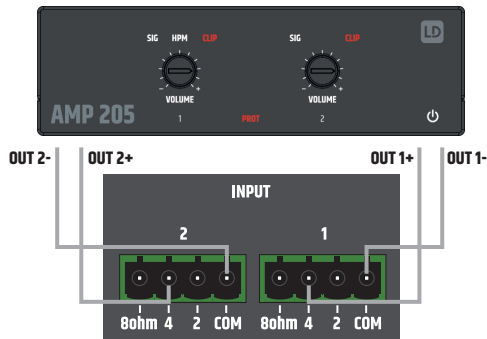 LD
SIG HPM CLIP SIG CLIP
- + - +
VOLUME VOLUME
AMP 205 1 PROT 2
OUT 2- OUT 2+ OUT 1+ OUT 1-
INPUT
2 1
8ohm 4 2 COM 8ohm 4 2 COM